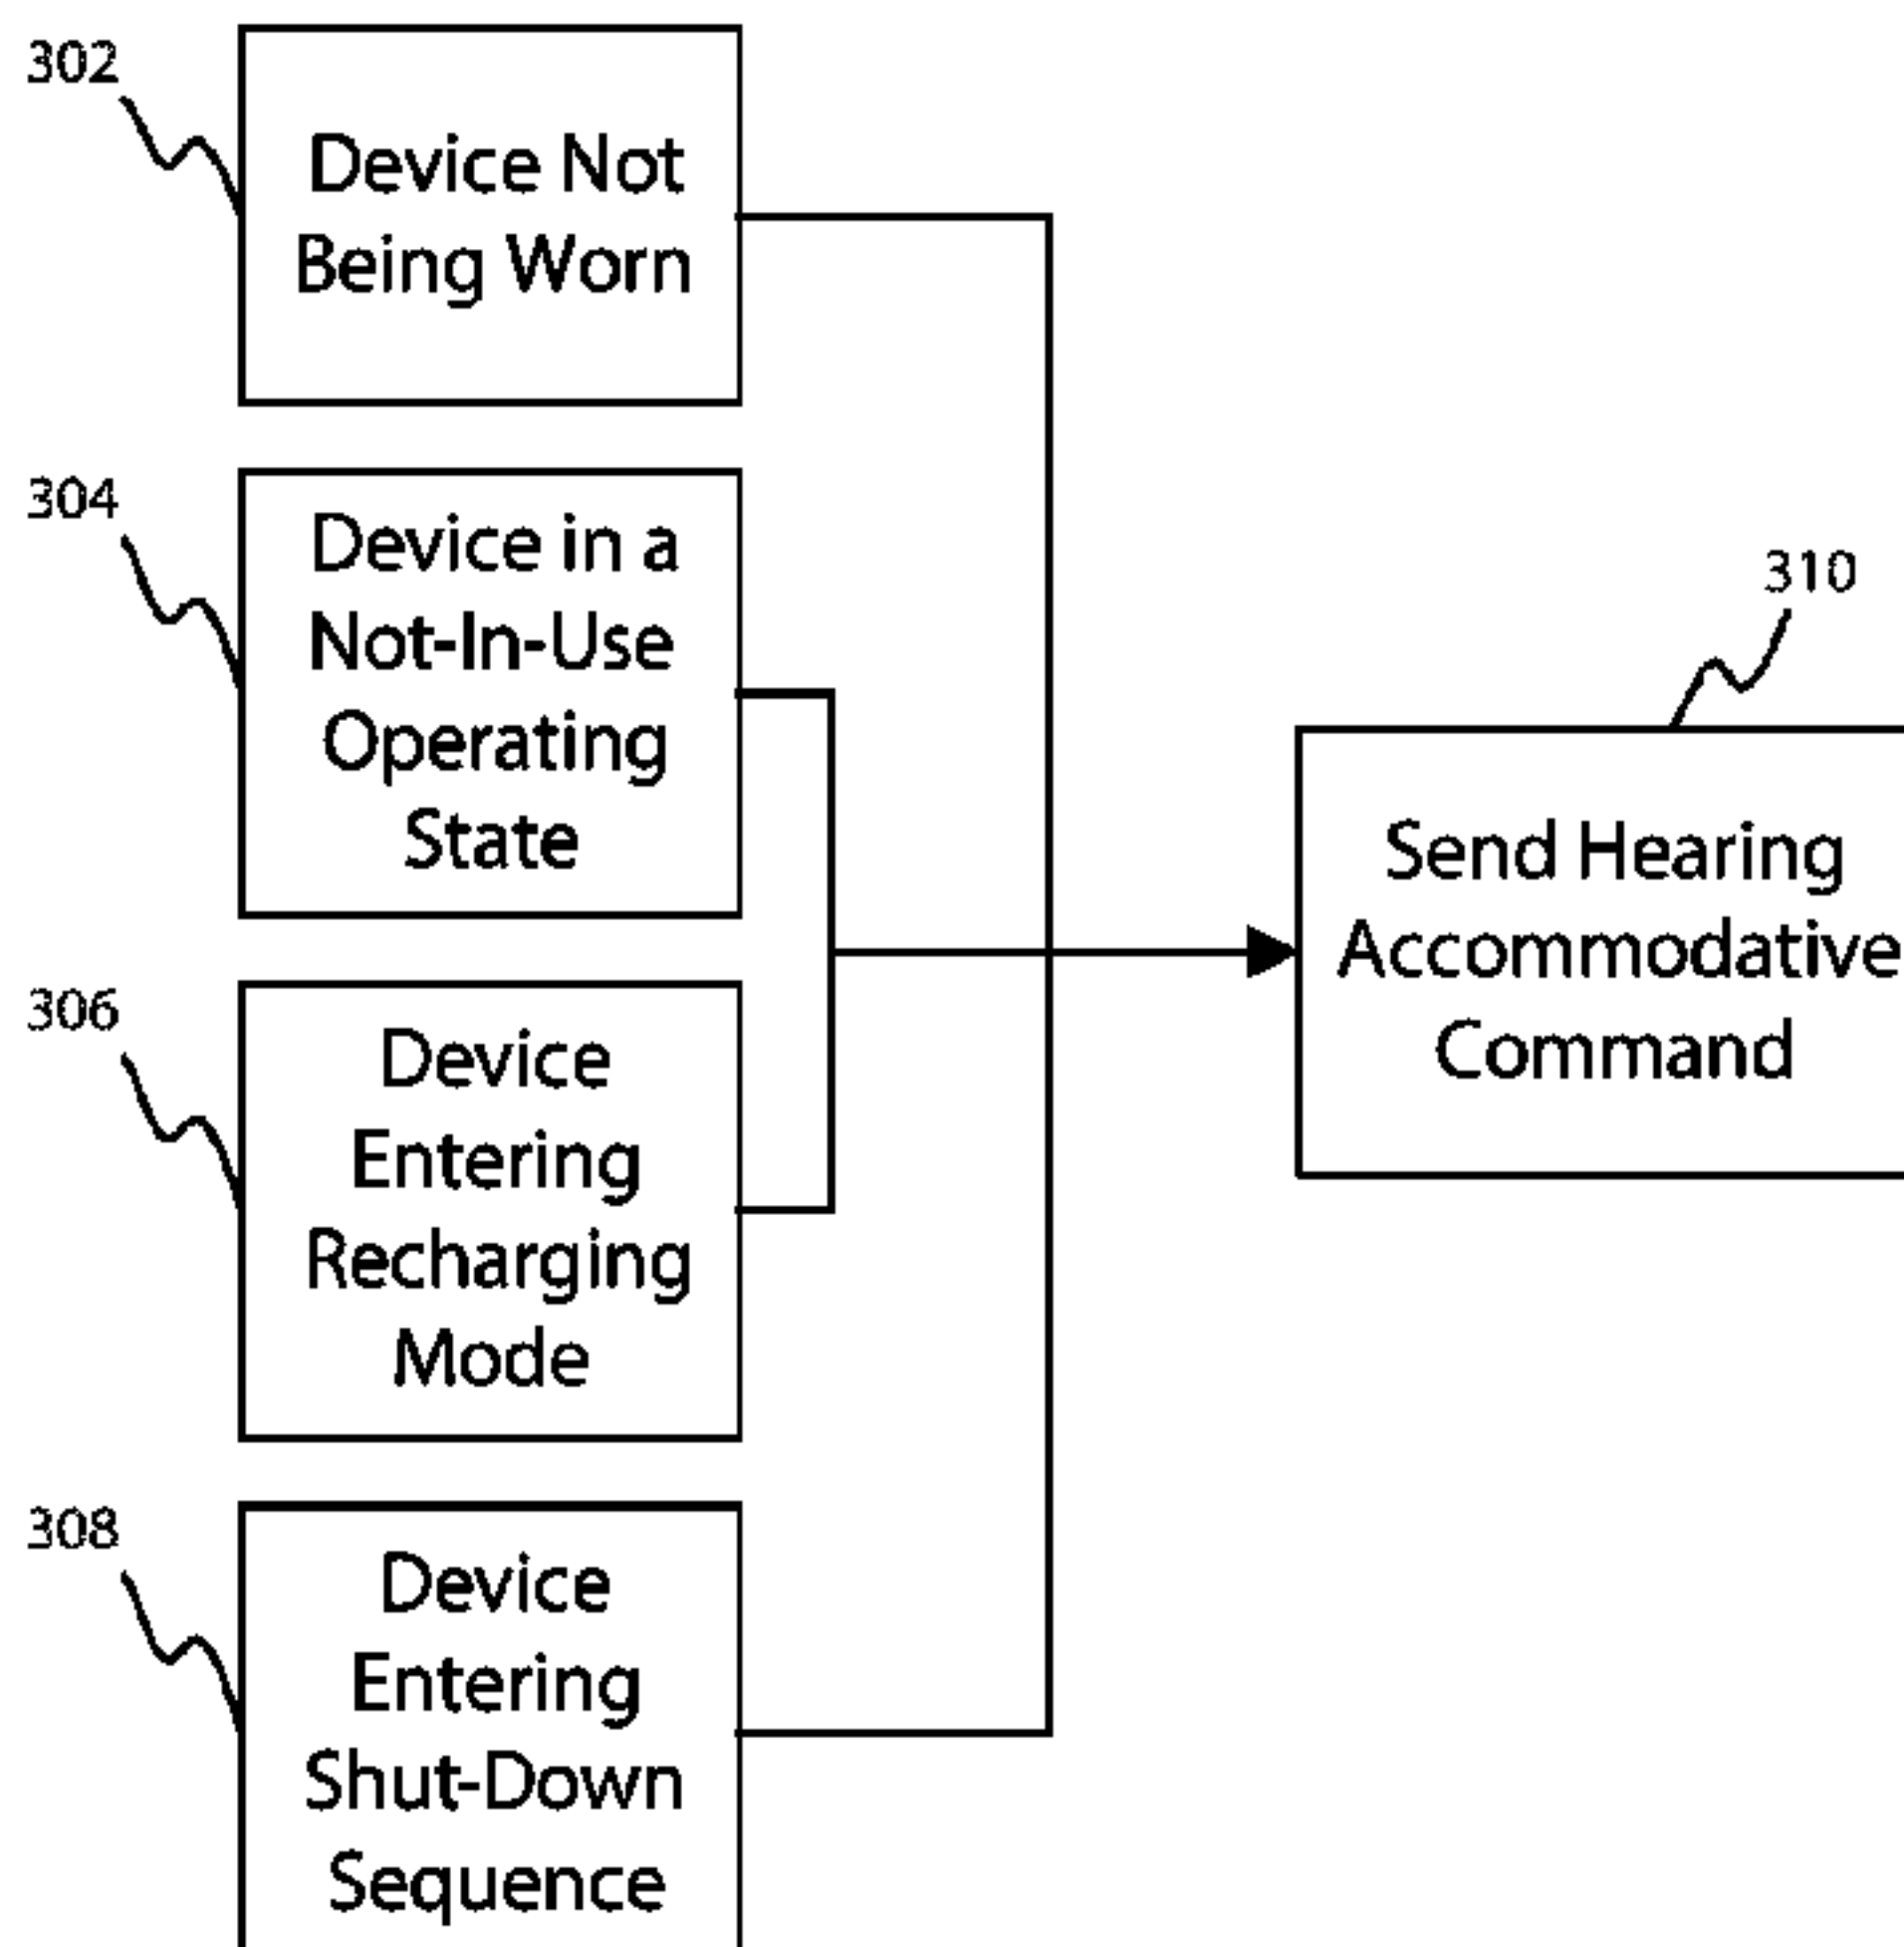 302
Device Not
Being Worn
304
Device in a
Not-In-Use
Operating
State
306
Device
Entering
Recharging
Mode
308
Device
Entering
Shut-Down
Sequence
310
Send Hearing
Accommodative
Command